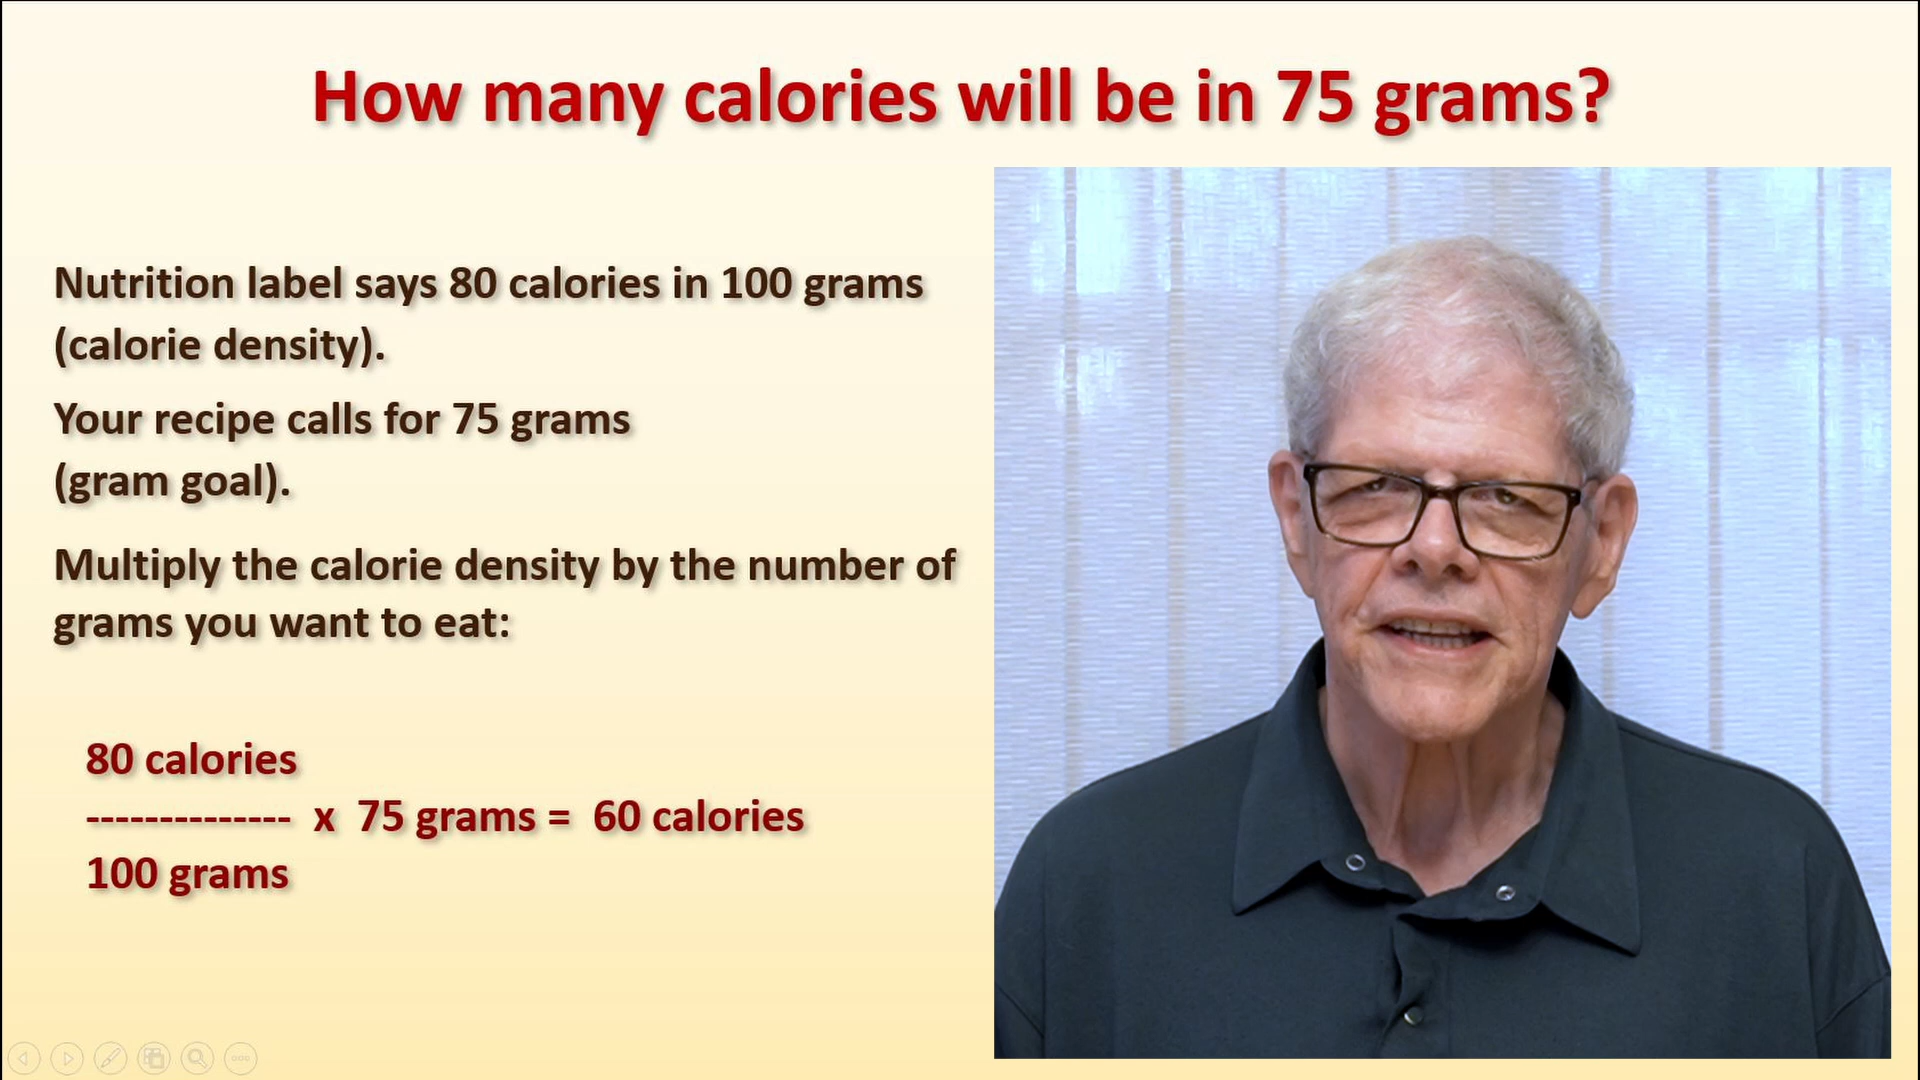 How many calories will be in 75 grams?
Nutrition label says 80 calories in 100 grams
(calorie density).
Your recipe calls for 75 grams
(gram goal).
Multiply the calorie density by the number of
grams you want to eat:
80 calories
-------------- x 75 grams = 60 calories
100 grams